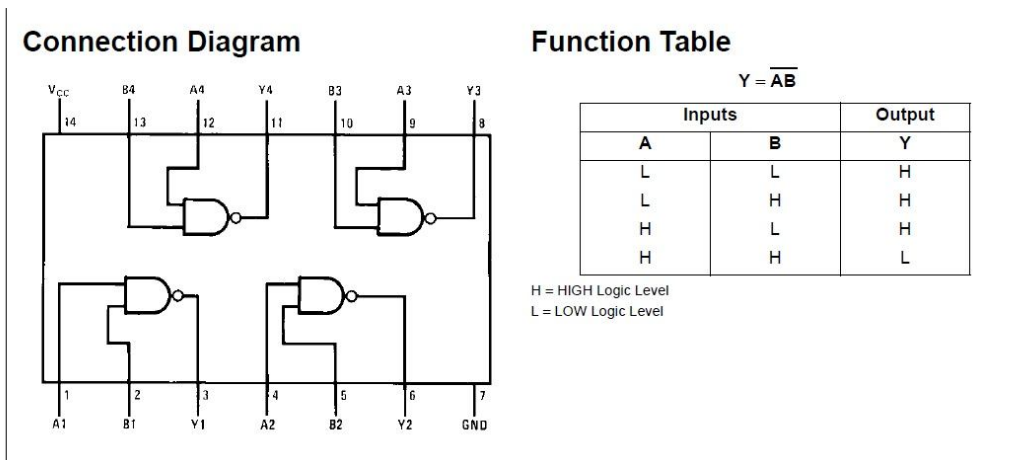 Connection Diagram
Vcc B4 A4 Y4 B3 A3 Y3
14 13 12 11 10 9 8
1 2 3 4 5 6 7
A1 B1 Y1 A2 B2 Y2 GND
Function Table
Y = A̅B̅
Inputs Output
A B Y
L L H
L H H
H L H
H H L
H = HIGH Logic Level
L = LOW Logic Level